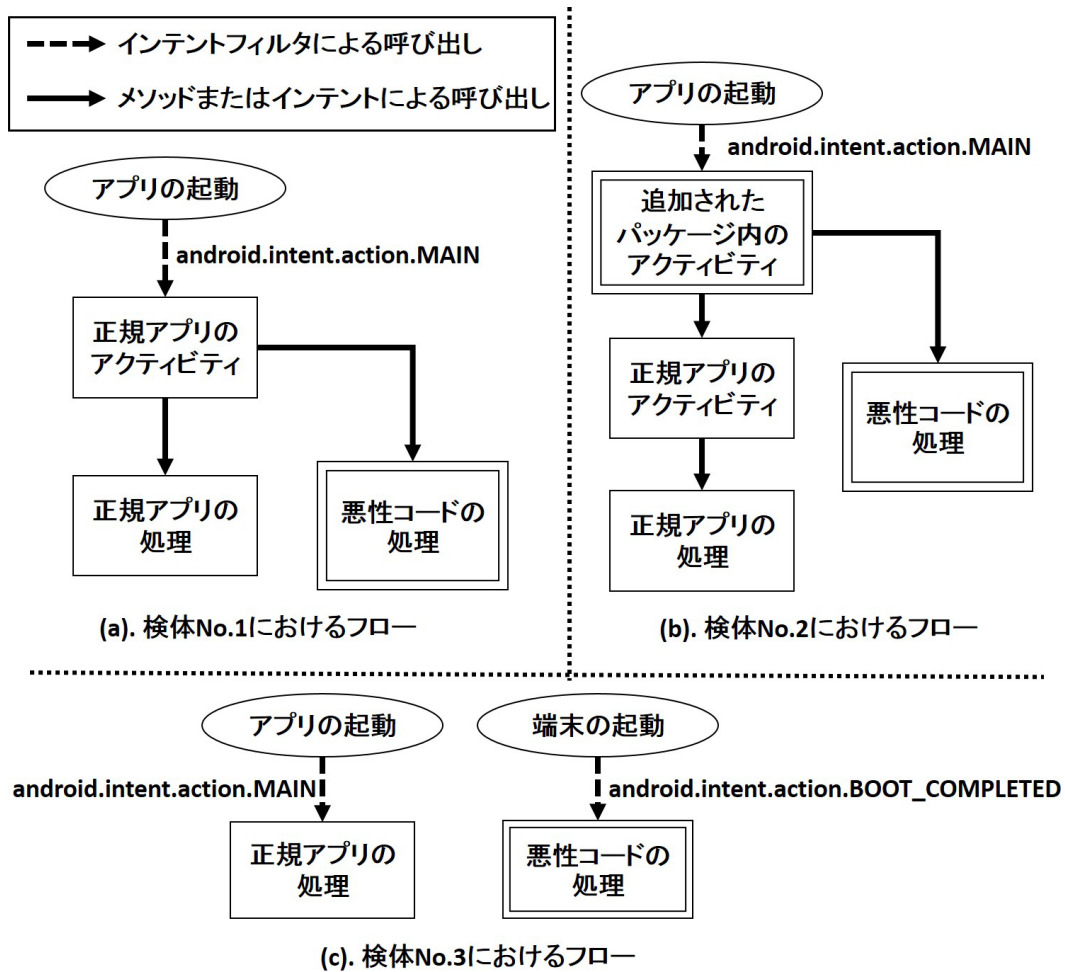 インテントフィルタによる呼び出し
メソッドまたはインテントによる呼び出し
アプリの起動
android.intent.action.MAIN
正規アプリの
アクティビティ
正規アプリの
処理
悪性コードの
処理
(a). 検体No.1におけるフロー
アプリの起動
android.intent.action.MAIN
追加された
パッケージ内の
アクティビティ
正規アプリの
アクティビティ
悪性コードの
処理
正規アプリの
処理
(b). 検体No.2におけるフロー
アプリの起動
android.intent.action.MAIN
正規アプリの
処理
端末の起動
android.intent.action.BOOT_COMPLETED
悪性コードの
処理
(c). 検体No.3におけるフロー